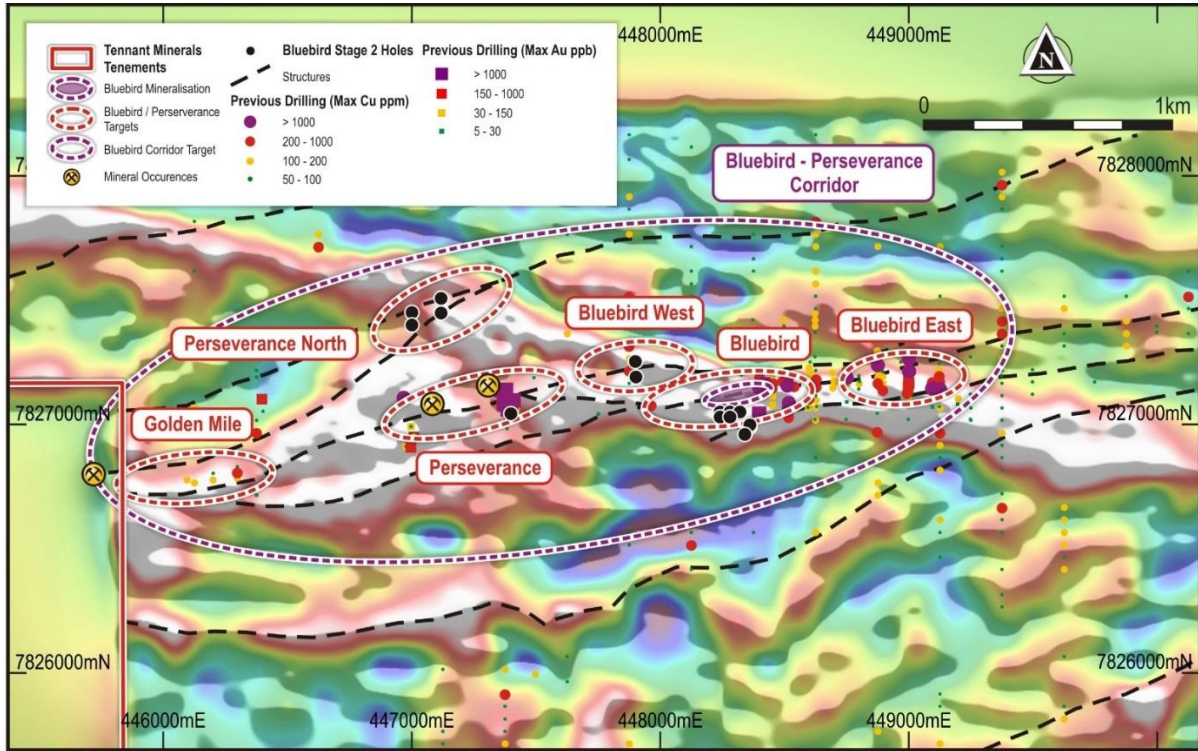 448000mE
449000mE
Tennant Minerals
Tenements
Bluebird Mineralisation
Bluebird / Perseverance
Targets
Bluebird Corridor Target
Mineral Occurences
Bluebird Stage 2 Holes
Structures
Previous Drilling (Max Cu ppm)
> 1000
200 - 1000
100 - 200
50 - 100
Previous Drilling (Max Au ppb)
> 1000
150 - 1000
30 - 150
5 - 30
N
0
1km
Bluebird - Perseverance
Corridor
7828000mN
Bluebird West
Perseverance North
Bluebird
Bluebird East
7827000mN
7827000mN
Golden Mile
Perseverance
7826000mN
7826000mN
446000mE
447000mE
448000mE
449000mE